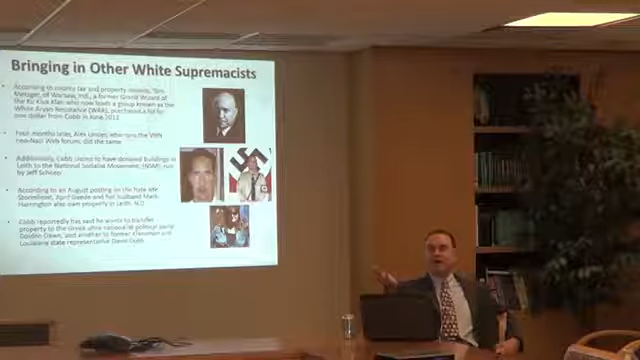 Bringing in Other White Supremacists
According to county tax and property records, Tom
Metzger, of Warsaw, Ind., a former Grand Wizard of
the Ku Klux Klan who now leads a group known as the
White Aryan Resistance (WAR), purchased a lot for
one dollar from Cobb in June 2012
Four months later, Alex Linder, who runs the VNN
neo-Nazi Web forum, did the same
Additionally, Cobb claims to have donated buildings in
Leith to the National Socialist Movement, (NSM), run
by Jeff Schoep
According to an August posting on the hate site
Stormfront, April Gaede and her husband Mark
Harrington also own property in Leith, N.D.
Cobb reportedly has said he wants to transfer
property to the Greek ultra nationalist political party
Golden Dawn, and another to former Klansman and
Louisiana state representative David Duke